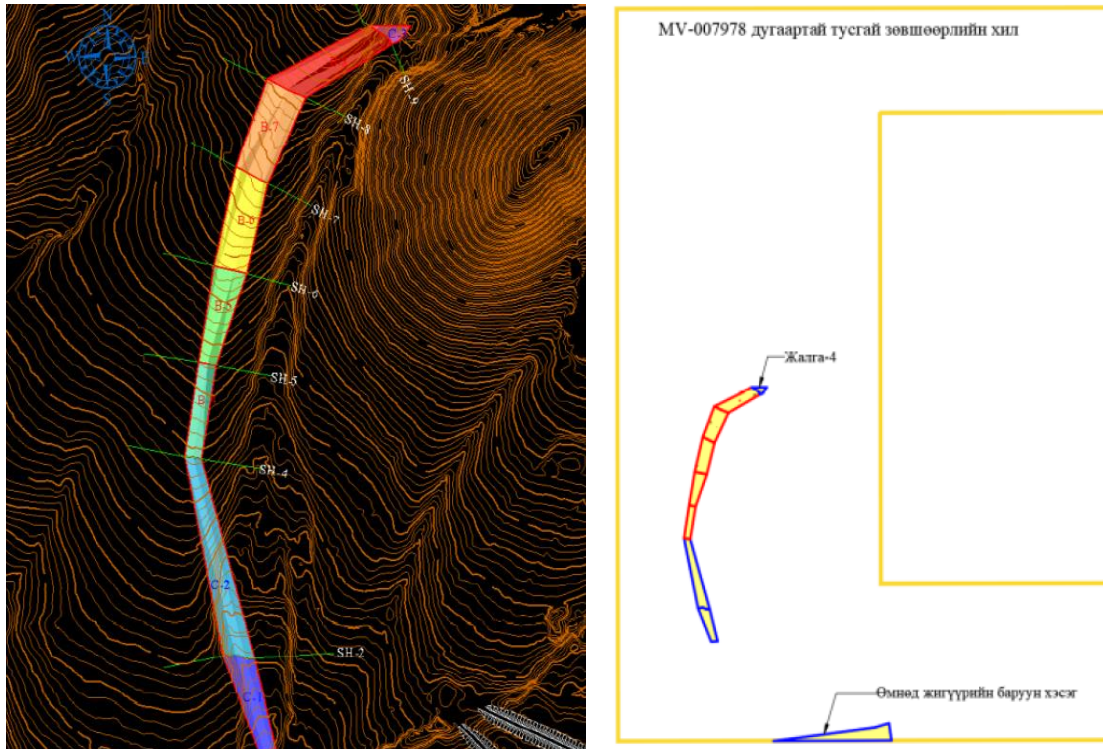 N
W
E
S
C-3
SH-9
B-7
SH-8
SH-7
SH-6
B-5
SH-5
SH-4
C-2
SH-2
C-1
MV-007978 дугаартай тусгай зөвшөөрлийн хил
Жалга-4
Өмнөд жигүүрийн баруун хэсэг